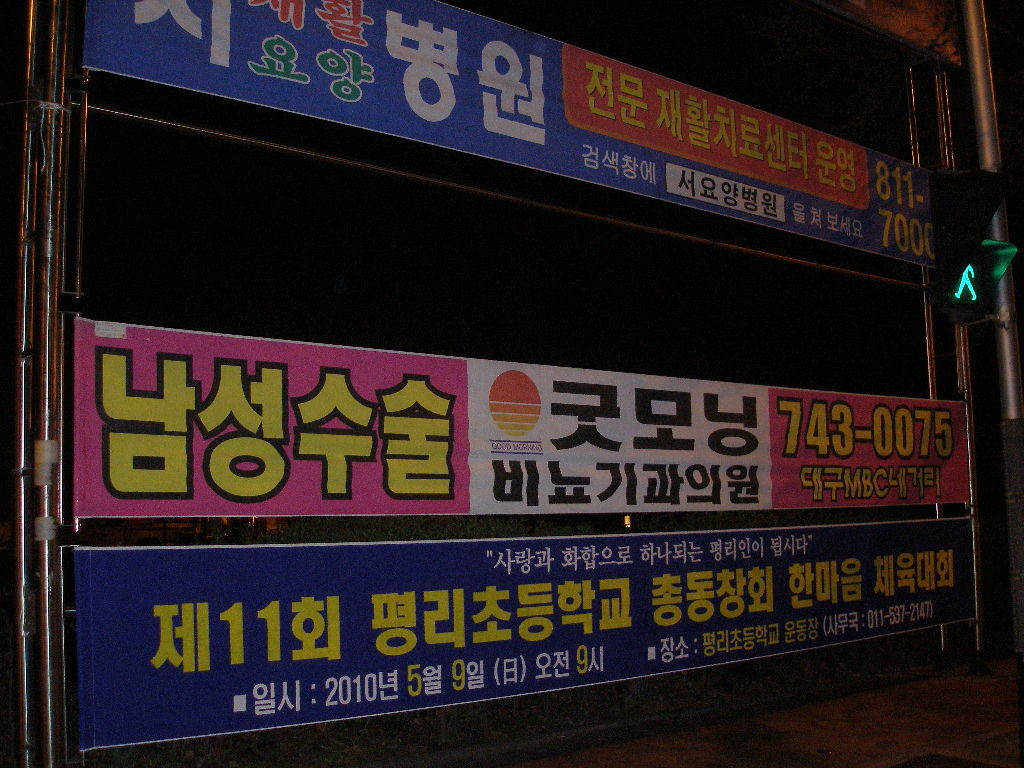 재활
요양
병원
전문 재활치료센터 운영
검색창에 서요양병원 을 쳐 보세요
811-
7000
남성수술
GOOD MORNING
굿모닝
비뇨기과의원
743-0075
대구MBC네거리
"사랑과 화합으로 하나되는 평리인이 됩시다"
제11회 평리초등학교 총동창회 한마음 체육대회
■일시 : 2010년 5월 9일 (日) 오전 9시 ■장소 : 평리초등학교 운동장 (사무국 : 011-537-2147)